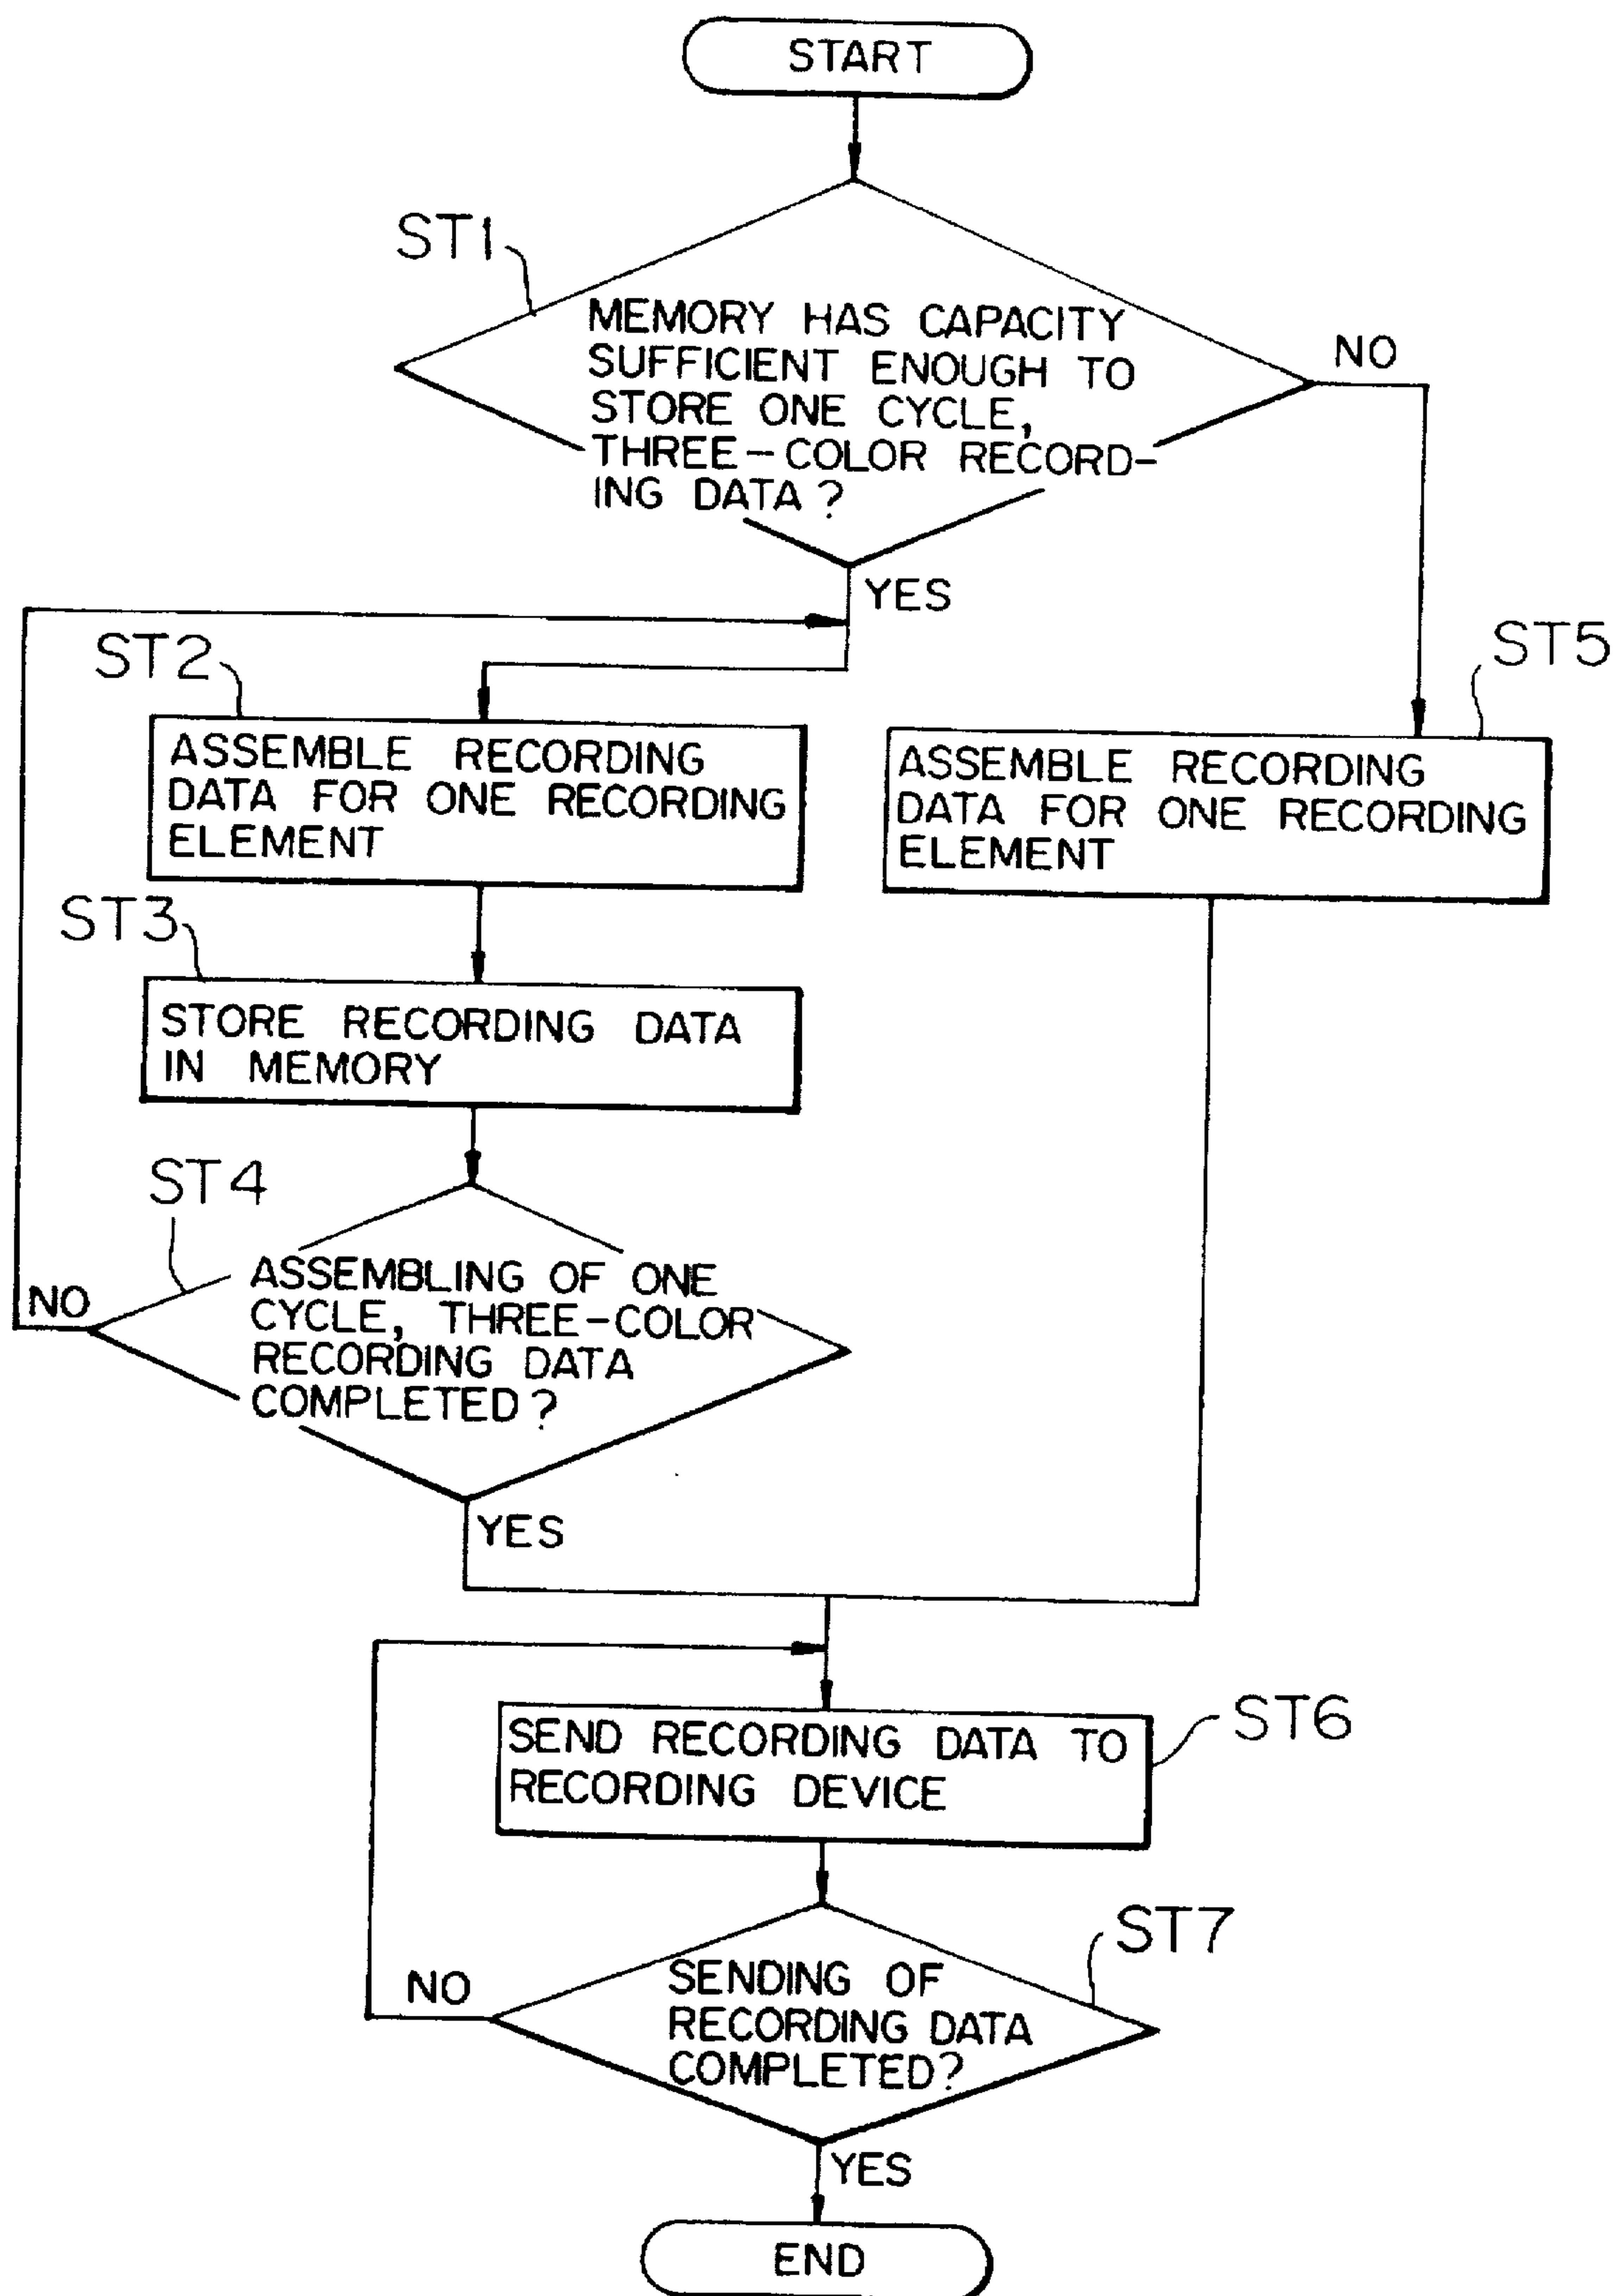 START
ST1
MEMORY HAS CAPACITY
SUFFICIENT ENOUGH TO
STORE ONE CYCLE,
THREE-COLOR RECORD-
ING DATA?
NO
YES
ST2
ASSEMBLE RECORDING
DATA FOR ONE RECORDING
ELEMENT
ST5
ASSEMBLE RECORDING
DATA FOR ONE RECORDING
ELEMENT
ST3
STORE RECORDING DATA
IN MEMORY
ST4
ASSEMBLING OF ONE
CYCLE, THREE-COLOR
RECORDING DATA
COMPLETED?
NO
YES
SEND RECORDING DATA TO
RECORDING DEVICE
ST6
ST7
SENDING OF
RECORDING DATA
COMPLETED?
NO
YES
END